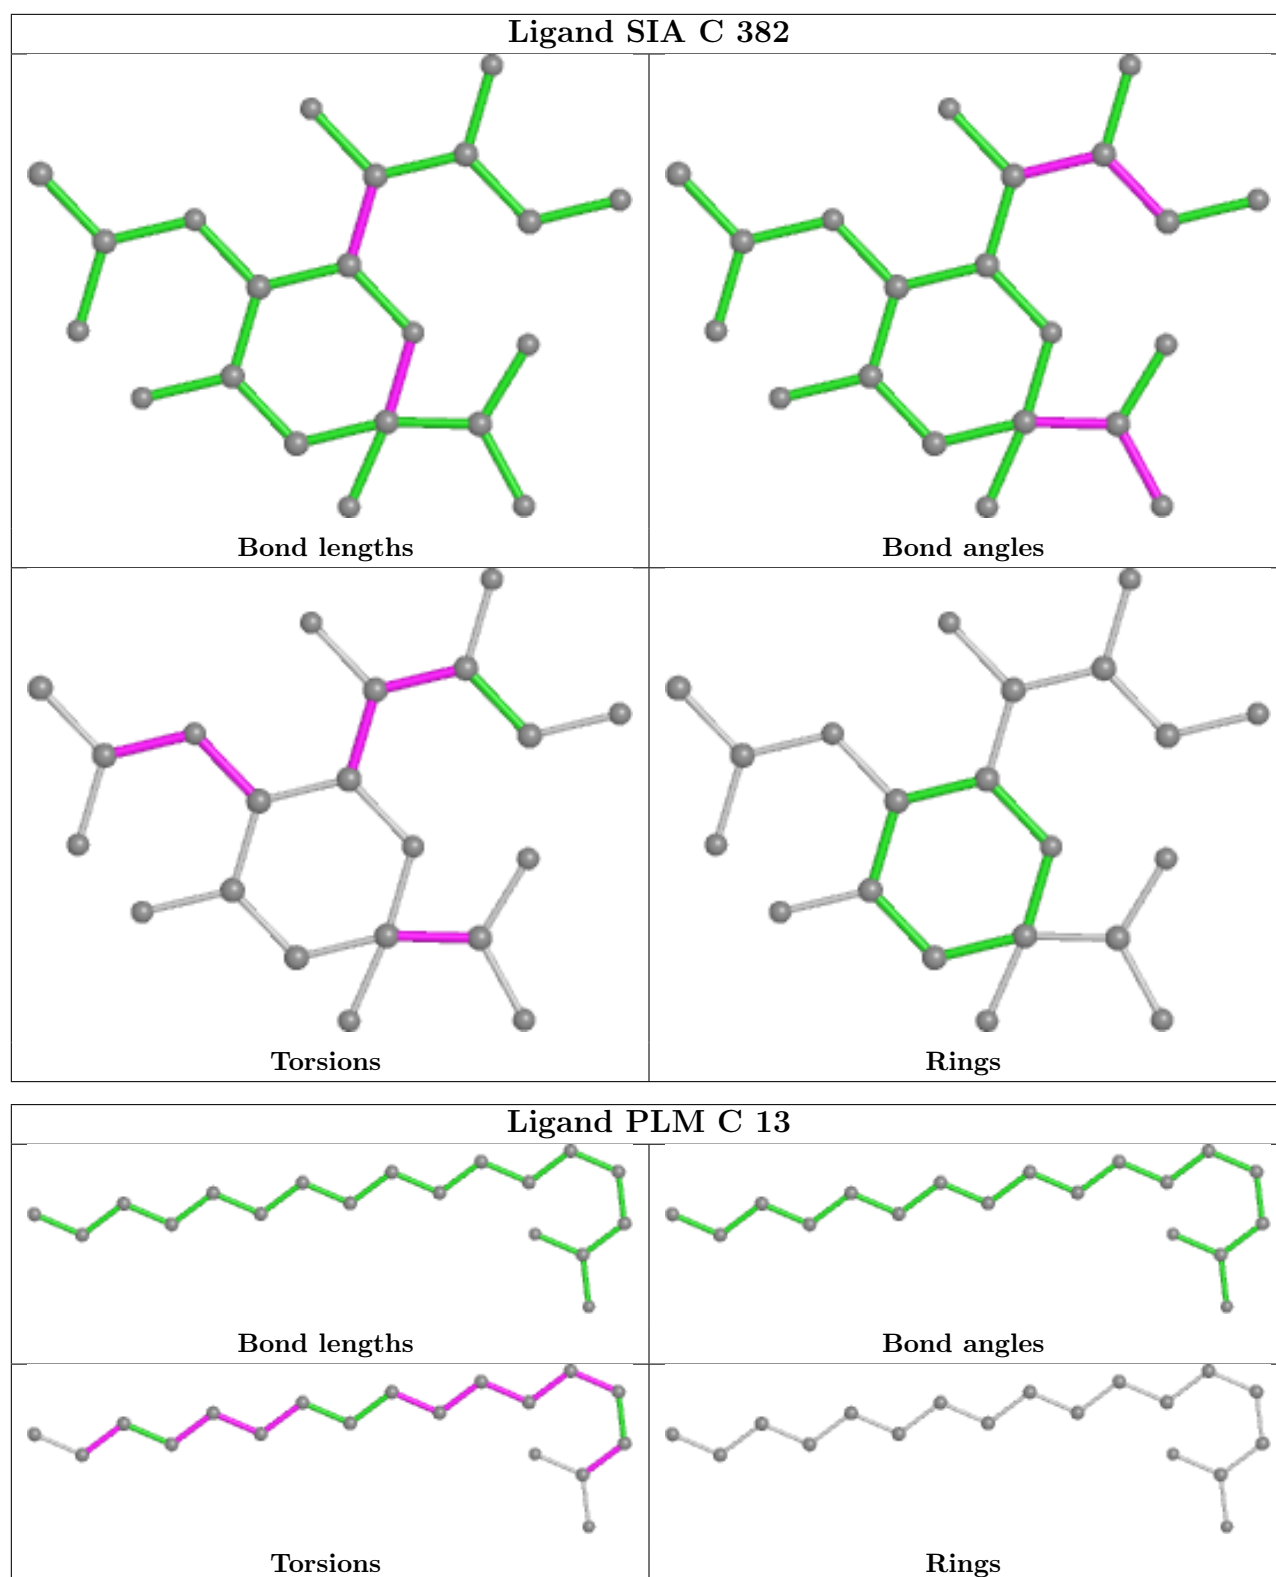 Ligand SIA C 382
Bond lengths
Bond angles
Torsions
Rings
Ligand PLM C 13
Bond lengths
Bond angles
Torsions
Rings